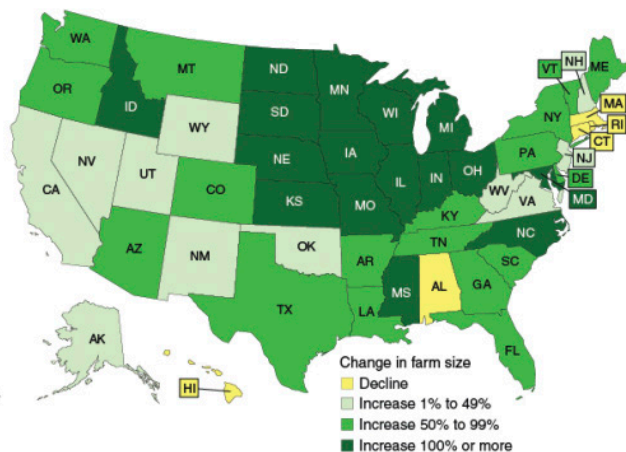 WA
OR
CA
NV
ID
MT
WY
UT
AZ
CO
NM
ND
SD
NE
KS
OK
TX
MN
IA
MO
AR
LA
WI
IL
MS
MI
IN
KY
TN
AL
OH
WV
VA
NC
SC
GA
FL
PA
NY
VT
NH
ME
MA
RI
CT
NJ
DE
MD
AK
HI
Change in farm size
Decline
Increase 1% to 49%
Increase 50% to 99%
Increase 100% or more